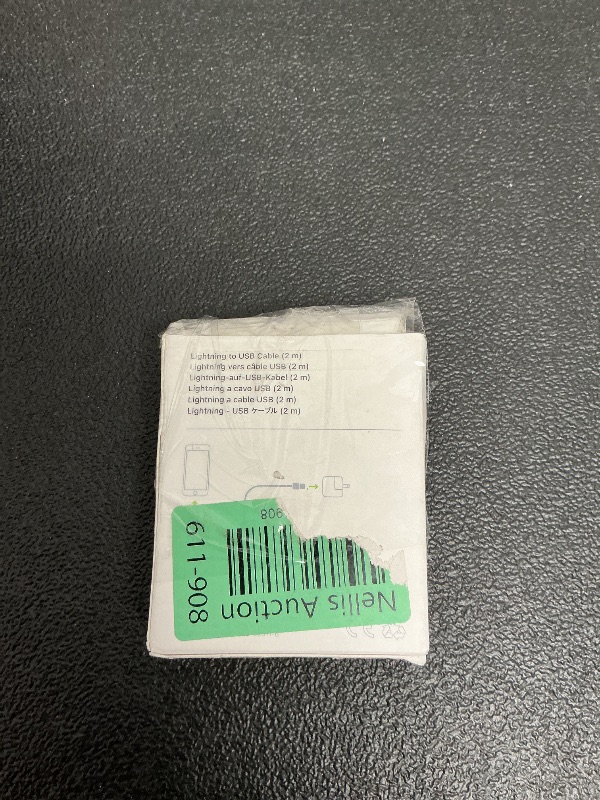 Lightning to USB Cable (2 m)
Lightning vers câble USB (2 m)
Lightning-auf-USB-Kabel (2 m)
Lightning a cavo USB (2 m)
Lightning a cable USB (2 m)
Lightning – USB ケーブル (2 m)
908
611-908
Nellis Auction